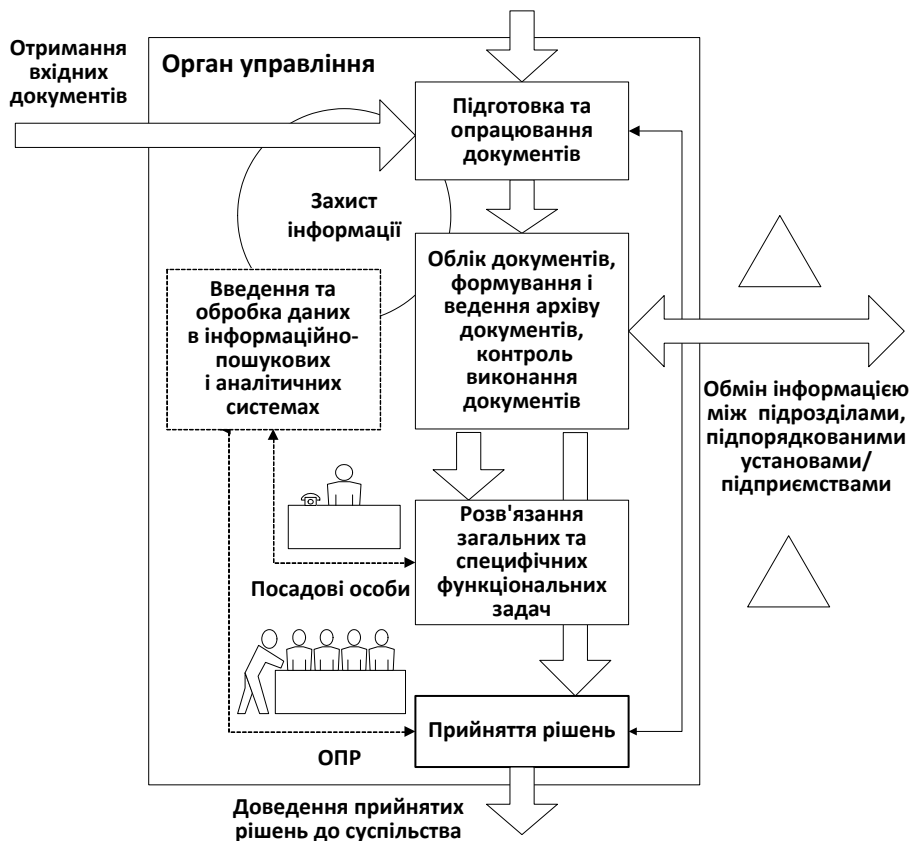 Отримання
вхідних
документів
Орган управління
Підготовка та
опрацювання
документів
Захист
інформації
Облік документів,
формування і
ведення архіву
документів,
контроль
виконання
документів
Введення та
обробка даних
в інформаційно-
пошукових
і аналітичних
системах
Обмін інформацією
між підрозділами,
підпорядкованими
установами/
підприємствами
Розв'язання
загальних та
специфічних
функціональних
задач
Посадові особи
Прийняття рішень
ОПР
Доведення прийнятих
рішень до суспільства